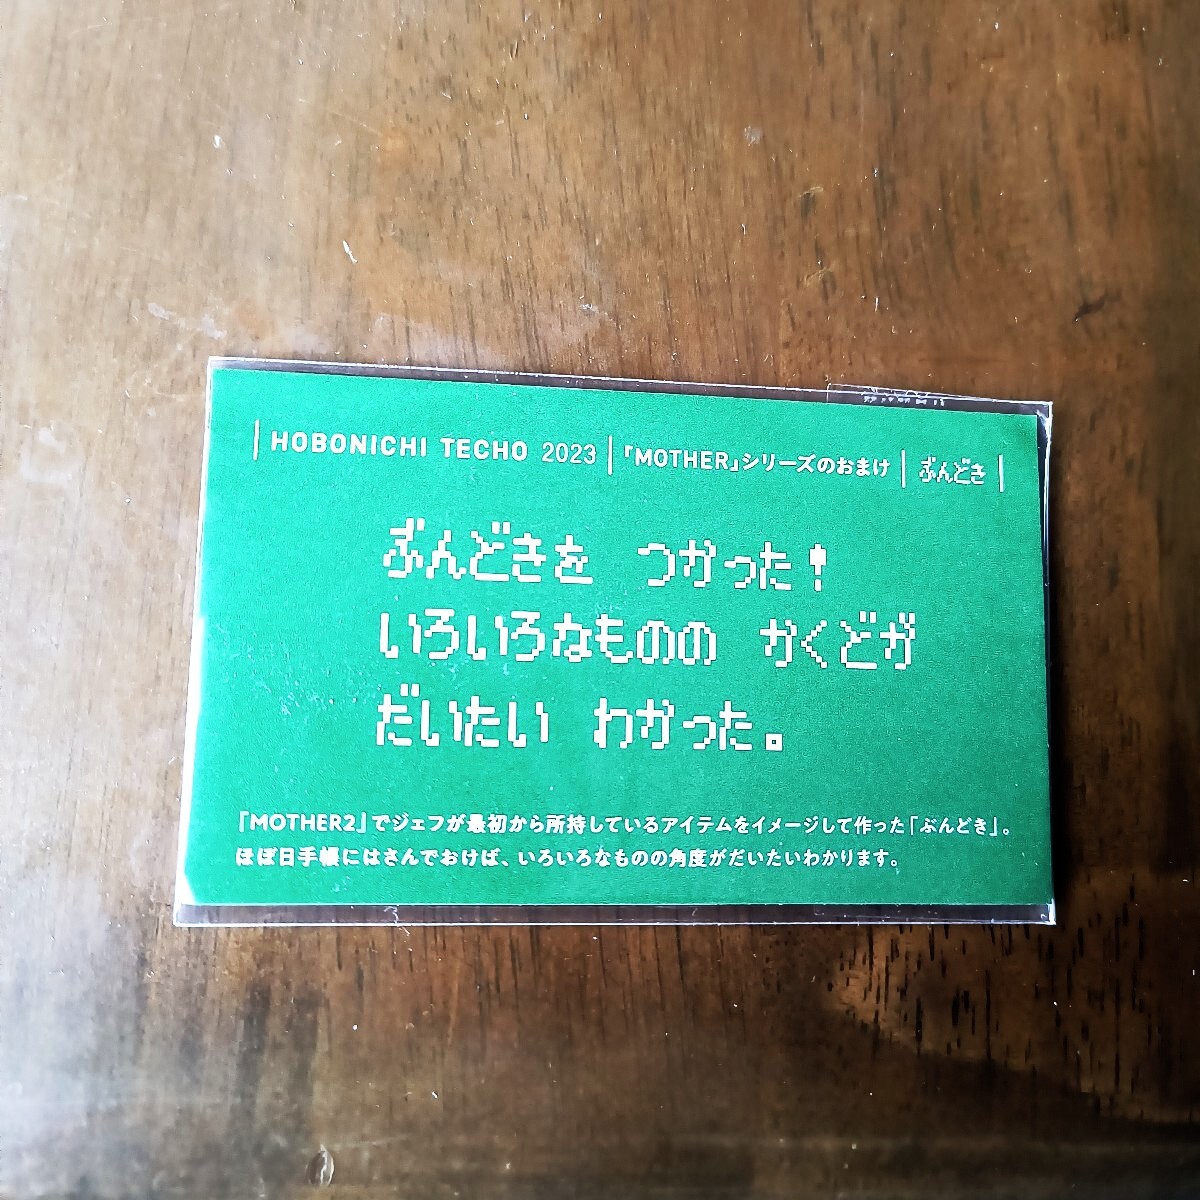 HOBONICHI TECHO 2023 | 「MOTHER」シリーズのおまけ | ぶんどき |
ぶんどきを つかった!
いろいろなものの かくどが
だいたい わかった。
「MOTHER2」でジェフが最初から所持しているアイテムをイメージして作った「ぶんどき」。
ほぼ日手帳にはさんでおけば、いろいろなものの角度がだいたいわかります。